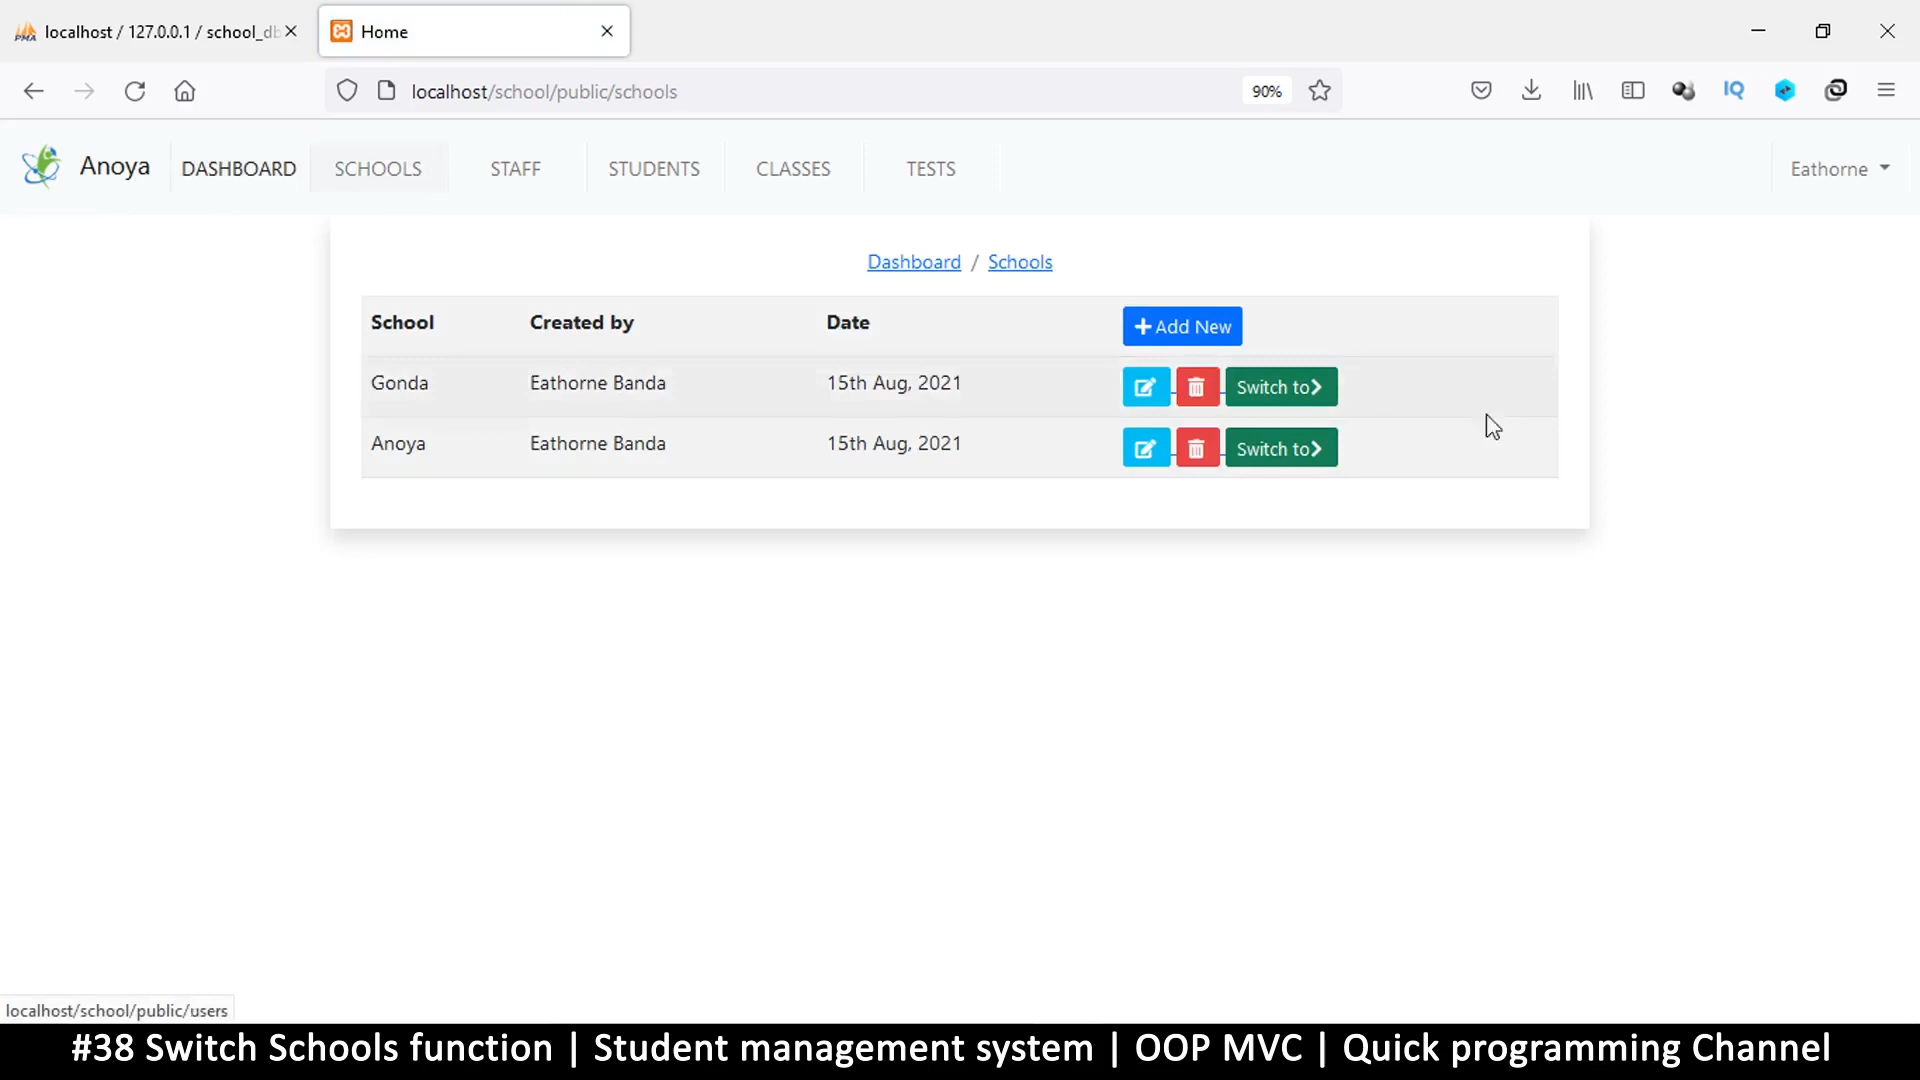 PMA localhost / 127.0.0.1 / school_db
Home
localhost/school/public/schools
90%
IQ
Anoya DASHBOARD SCHOOLS STAFF STUDENTS CLASSES TESTS Eathorne
Dashboard / Schools
School Created by Date Add New
Gonda Eathorne Banda 15th Aug, 2021 Switch to
Anoya Eathorne Banda 15th Aug, 2021 Switch to
localhost/school/public/users
#38 Switch Schools function | Student management system | OOP MVC | Quick programming Channel